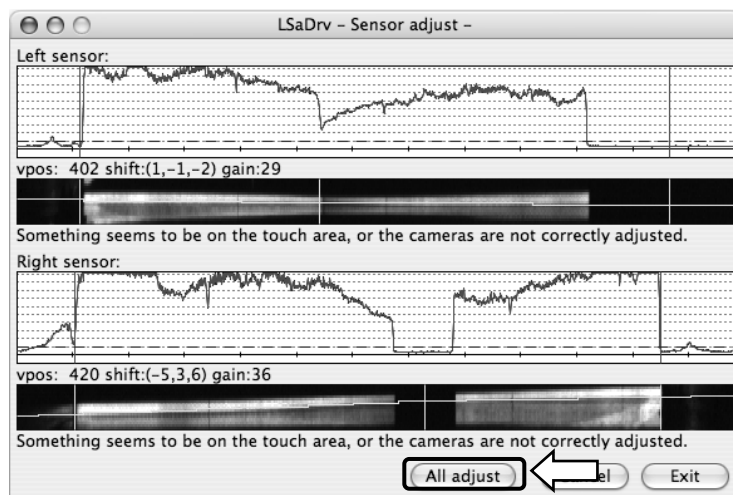 LSaDrv – Sensor adjust –
Left sensor:
vpos: 402 shift:(1,−1,−2) gain:29
Something seems to be on the touch area, or the cameras are not correctly adjusted.
Right sensor:
vpos: 420 shift:(−5,3,6) gain:36
Something seems to be on the touch area, or the cameras are not correctly adjusted.
All adjust el Exit